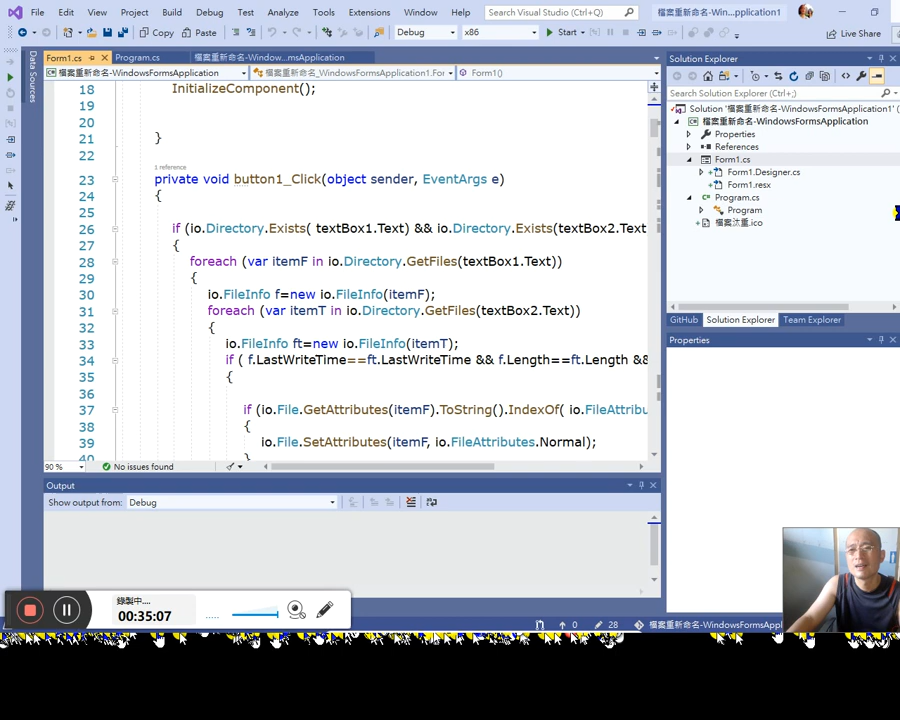 File Edit View Project Build Debug Test Analyze Tools Extensions Window Help Search Visual Studio (Ctrl+Q) 檔案重新命名-Win...pplication1
Copy Paste Debug x86 Start Live Share
Data Sources
Form1.cs Program.cs 檔案重新命名-WindowsFo...msApplication
檔案重新命名-WindowsFormsApplication 檔案重新命名_WindowsFormsApplication1.For Form1()
18 InitializeComponent();
19
20
21 }
22
1 reference
23 private void button1_Click(object sender, EventArgs e)
24 {
25
26 if (io.Directory.Exists( textBox1.Text) && io.Directory.Exists(textBox2.Text
27 {
28 foreach (var itemF in io.Directory.GetFiles(textBox1.Text))
29 {
30 io.FileInfo f=new io.FileInfo(itemF);
31 foreach (var itemT in io.Directory.GetFiles(textBox2.Text))
32 {
33 io.FileInfo ft=new io.FileInfo(itemT);
34 if ( f.LastWriteTime==ft.LastWriteTime && f.Length==ft.Length &&
35 {
36
37 if (io.File.GetAttributes(itemF).ToString().IndexOf( io.FileAttribu
38 {
39 io.File.SetAttributes(itemF, io.FileAttributes.Normal);
40 }
90 % No issues found
Output
Show output from: Debug
Solution Explorer
Search Solution Explorer (Ctrl+;)
Solution '檔案重新命名-WindowsFormsApplication1' (
檔案重新命名-WindowsFormsApplication
Properties
References
Form1.cs
Form1.Designer.cs
Form1.resx
Program.cs
Program
GitHub Solution Explorer Team Explorer
Properties
錄製中....
00:35:07
0 28 檔案重新命名-WindowsFormsAppl